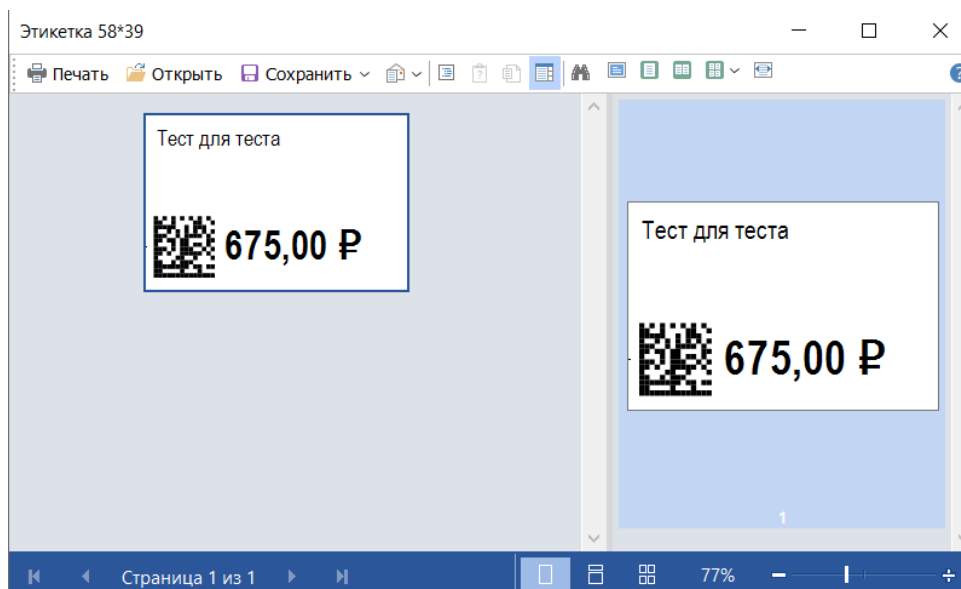 Этикетка 58*39
Печать Открыть Сохранить
Тест для теста
675,00 ₽
Тест для теста
675,00 ₽
1
Страница 1 из 1 77%